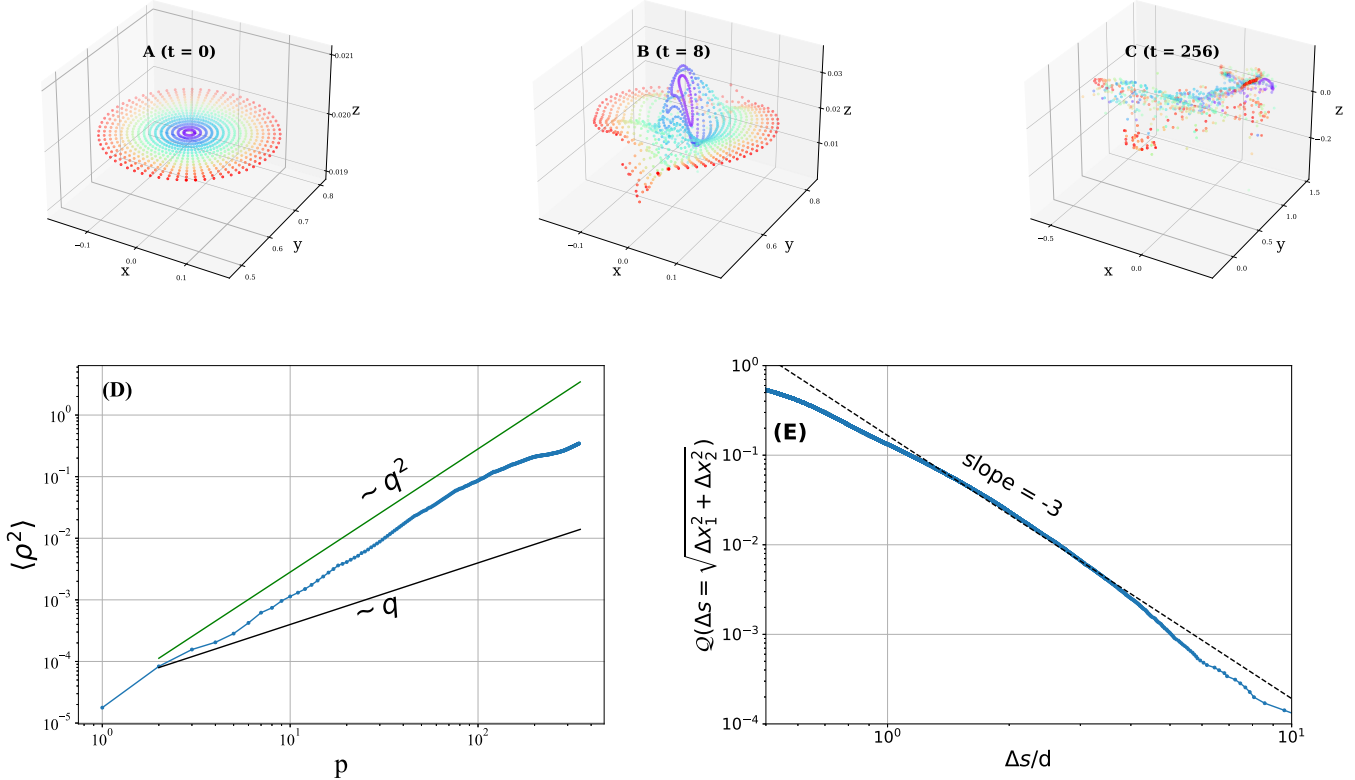 A (t = 0)
0.021
0.020
0.019
z
0.8
0.7
0.6
0.5
y
−0.1
0.0
0.1
x
B (t = 8)
0.03
0.02
0.01
z
0.8
0.6
y
−0.1
0.0
0.1
x
C (t = 256)
0.0
−0.2
z
1.5
1.0
0.5
0.0
y
−0.5
0.0
x
(D)
10^0
10^-1
10^-2
10^-3
10^-4
10^-5
⟨ρ^2⟩
~ q^2
~ q
10^0
10^1
10^2
p
(E)
10^0
10^-1
10^-2
10^-3
10^-4
Q(Δs = √(Δx_1^2 + Δx_2^2))
slope = -3
10^0
10^1
Δs/d